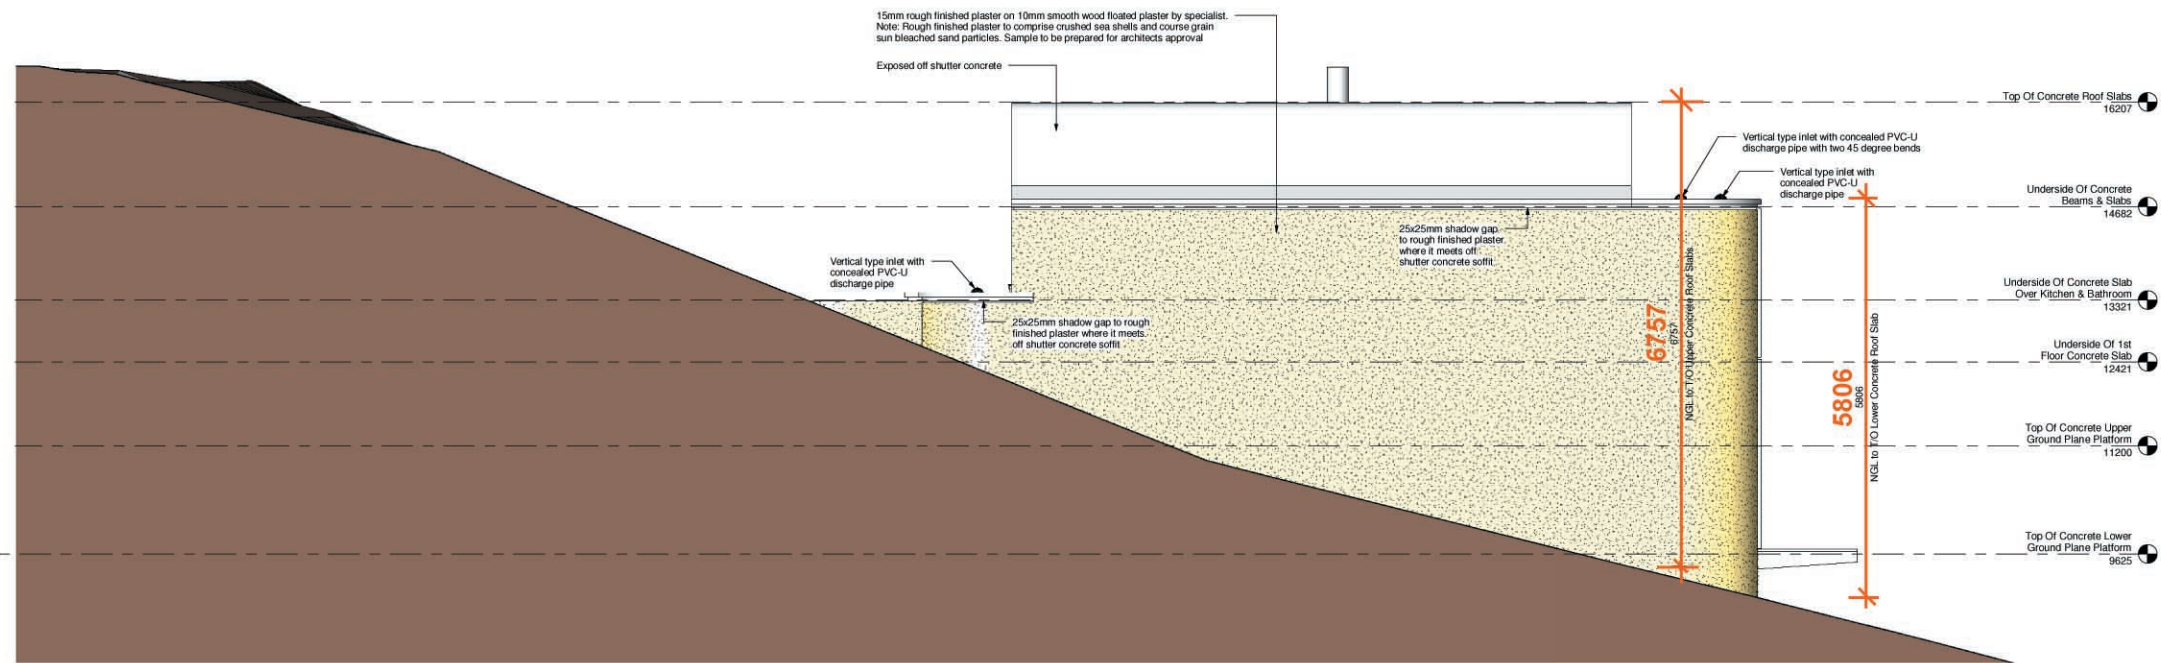 15mm rough finished plaster on 10mm smooth wood floated plaster by specialist.
Note: Rough finished plaster to comprise crushed sea shells and course grain
sun bleached sand particles. Sample to be prepared for architects approval
Exposed off shutter concrete
Top Of Concrete Roof Slabs
16207
Vertical type inlet with concealed PVC-U
discharge pipe with two 45 degree bends
Vertical type inlet with
concealed PVC-U
discharge pipe
Underside Of Concrete
Beams & Slabs
14682
25x25mm shadow gap
to rough finished plaster
where it meets off
shutter concrete soffit
Vertical type inlet with
concealed PVC-U
discharge pipe
Underside Of Concrete Slab
Over Kitchen & Bathroom
13321
25x25mm shadow gap to rough
finished plaster where it meets
off shutter concrete soffit
6757
6757
NGL to T/O Upper Concrete Roof Slabs
Underside Of 1st
Floor Concrete Slab
12421
5806
5806
NGL to T/O Lower Concrete Roof Slab
Top Of Concrete Upper
Ground Plane Platform
11200
Top Of Concrete Lower
Ground Plane Platform
9625